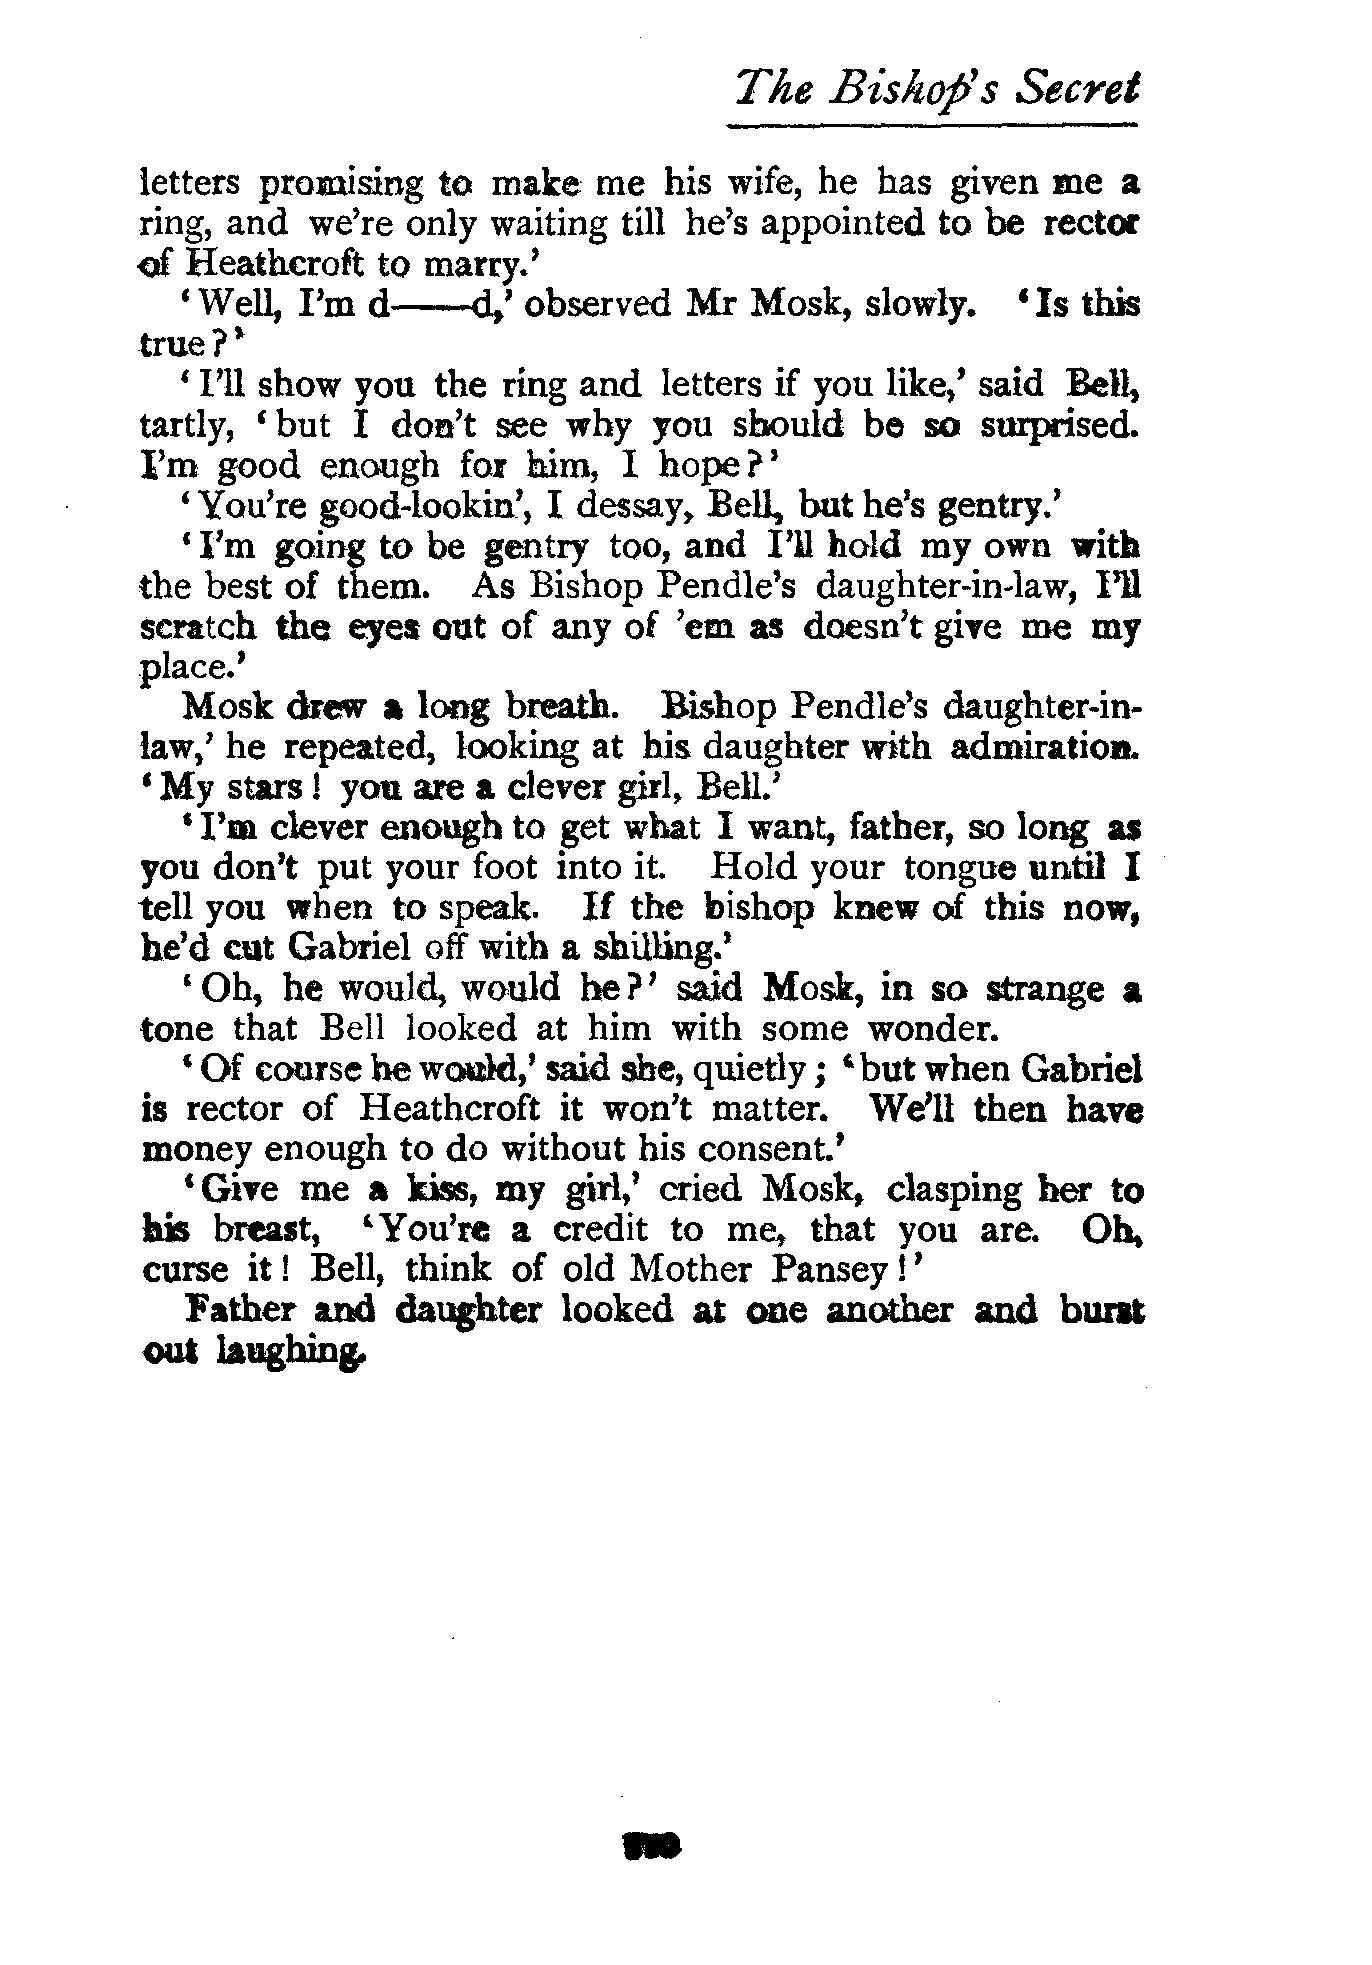 The Bishop's Secret
letters promising to make me his wife, he has given me a
ring, and we're only waiting till he's appointed to be rector
of Heathcroft to marry.'
‘Well, I'm d——d,’ observed Mr Mosk, slowly. ‘Is this
true?’
‘I'll show you the ring and letters if you like,’ said Bell,
tartly, ‘but I don't see why you should be so surprised.
I'm good enough for him, I hope?’
‘You're good-lookin', I dessay, Bell, but he's gentry.’
‘I'm going to be gentry too, and I'll hold my own with
the best of them. As Bishop Pendle's daughter-in-law, I'll
scratch the eyes out of any of 'em as doesn't give me my
place.’
Mosk drew a long breath. Bishop Pendle's daughter-in-
law,’ he repeated, looking at his daughter with admiration.
‘My stars! you are a clever girl, Bell.’
‘I'm clever enough to get what I want, father, so long as
you don't put your foot into it. Hold your tongue until I
tell you when to speak. If the bishop knew of this now,
he'd cut Gabriel off with a shilling.’
‘Oh, he would, would he?’ said Mosk, in so strange a
tone that Bell looked at him with some wonder.
‘Of course he would,’ said she, quietly; ‘but when Gabriel
is rector of Heathcroft it won't matter. We'll then have
money enough to do without his consent.’
‘Give me a kiss, my girl,’ cried Mosk, clasping her to
his breast, ‘You're a credit to me, that you are. Oh,
curse it! Bell, think of old Mother Pansey!’
Father and daughter looked at one another and burst
out laughing.